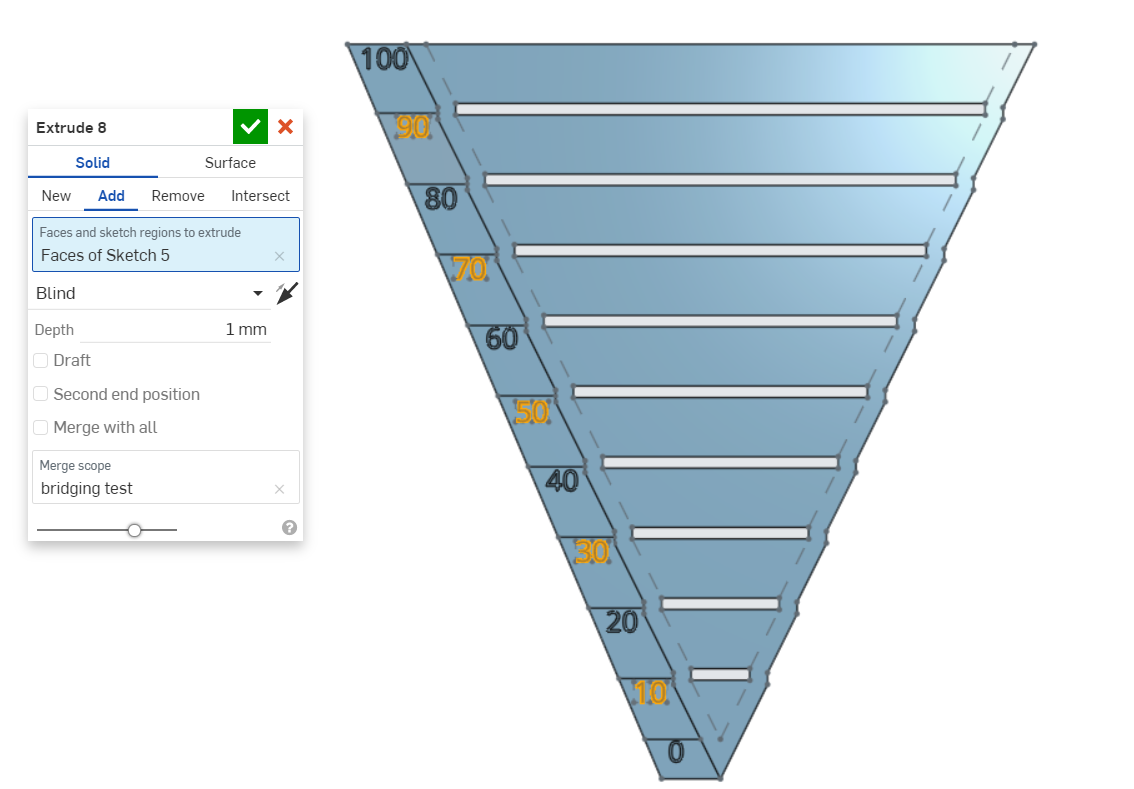 Extrude 8
Solid Surface
New Add Remove Intersect
Faces and sketch regions to extrude
Faces of Sketch 5
Blind
Depth 1 mm
Draft
Second end position
Merge with all
Merge scope
bridging test
?
100
90
80
70
60
50
40
30
20
10
0